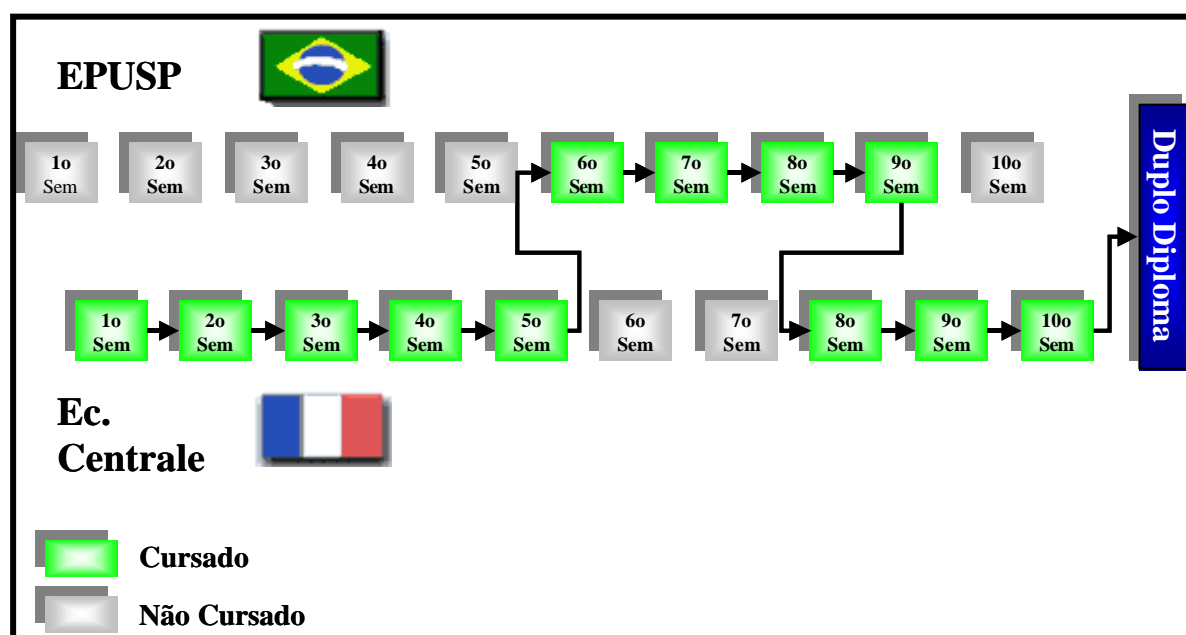 EPUSP
1o
Sem
2o
Sem
3o
Sem
4o
Sem
5o
Sem
6o
Sem
7o
Sem
8o
Sem
9o
Sem
10o
Sem
Duplo Diploma
1o
Sem
2o
Sem
3o
Sem
4o
Sem
5o
Sem
6o
Sem
7o
Sem
8o
Sem
9o
Sem
10o
Sem
Ec.
Centrale
Cursado
Não Cursado